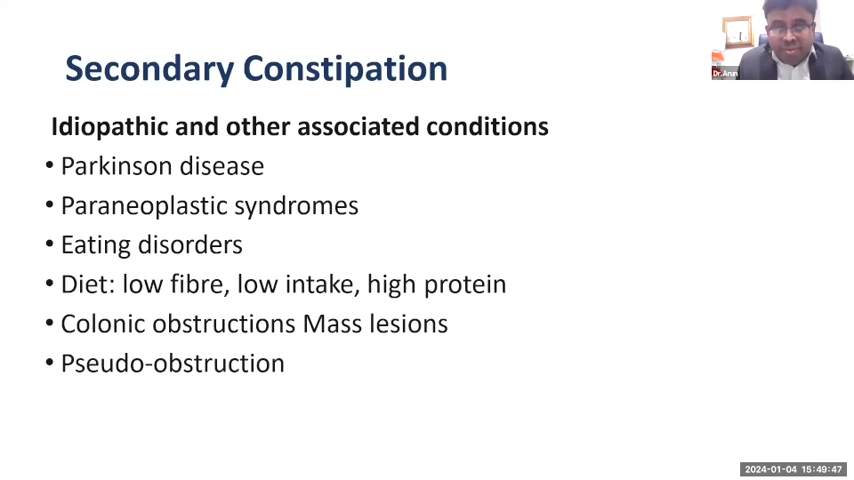 Secondary Constipation
Dr.Arun
Idiopathic and other associated conditions
• Parkinson disease
• Paraneoplastic syndromes
• Eating disorders
• Diet: low fibre, low intake, high protein
• Colonic obstructions Mass lesions
• Pseudo-obstruction
2024-01-04 15:49:47